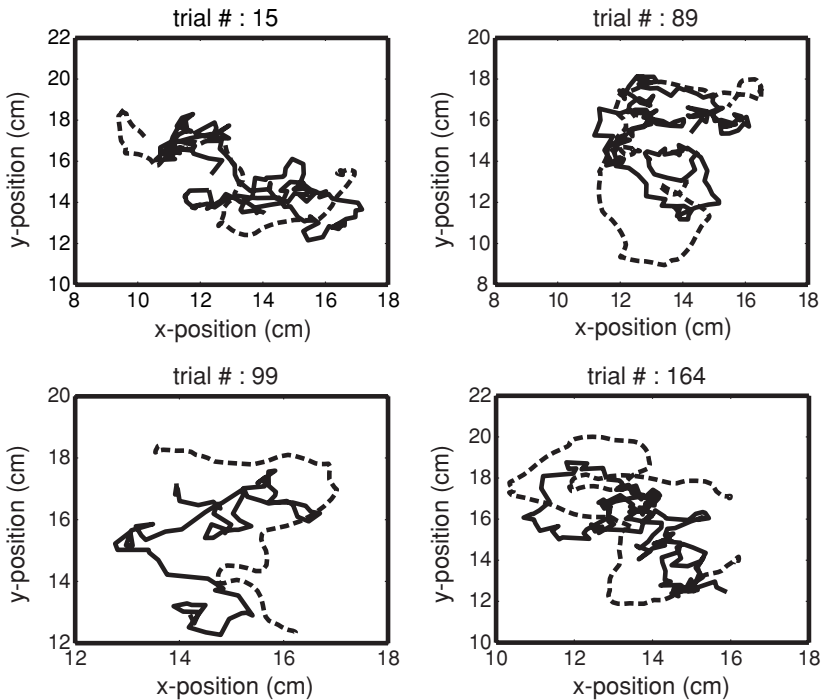 trial # : 15
22
20
18
16
14
12
10
y-position (cm)
8 10 12 14 16 18
x-position (cm)
trial # : 89
20
18
16
14
12
10
8
y-position (cm)
8 10 12 14 16 18
x-position (cm)
trial # : 99
20
18
16
14
12
y-position (cm)
12 14 16 18
x-position (cm)
trial # : 164
22
20
18
16
14
12
10
y-position (cm)
10 12 14 16 18
x-position (cm)